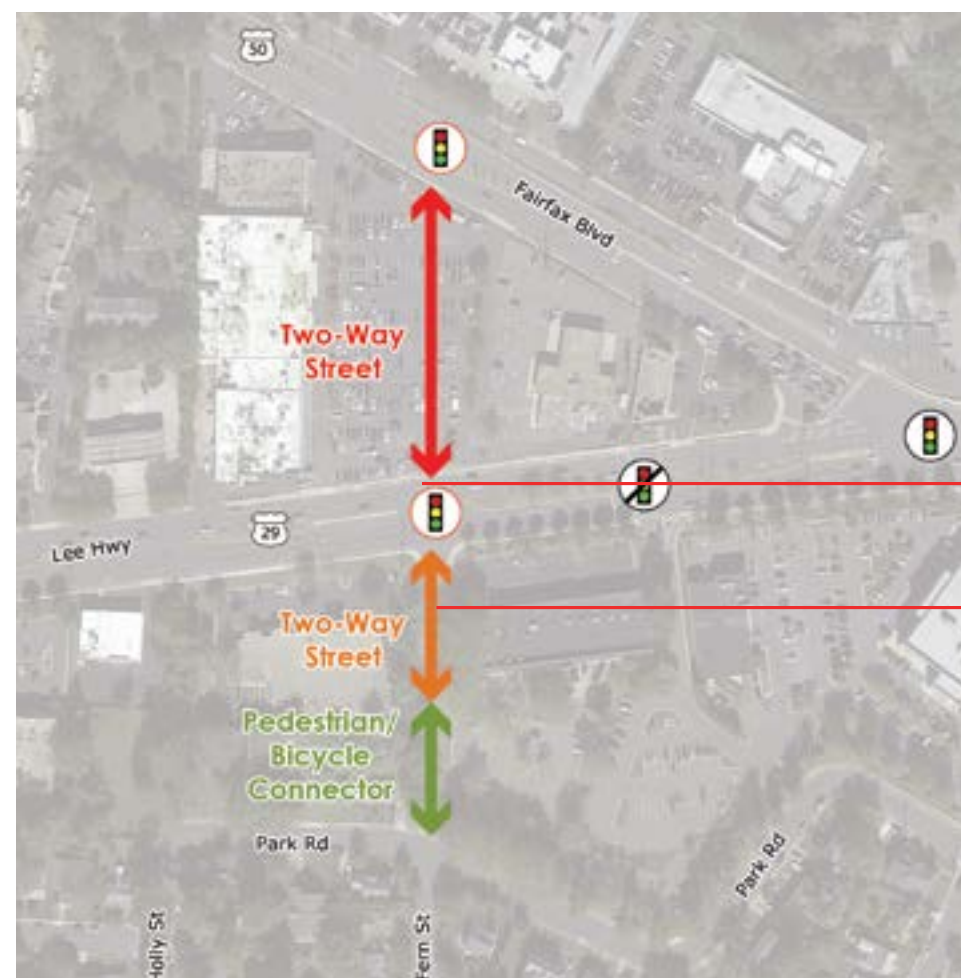 50
Fairfax Blvd
Two-Way
Street
29
Lee Hwy
Two-Way
Street
Pedestrian/
Bicycle
Connector
Park Rd
Park Rd
Holly St
Fern St